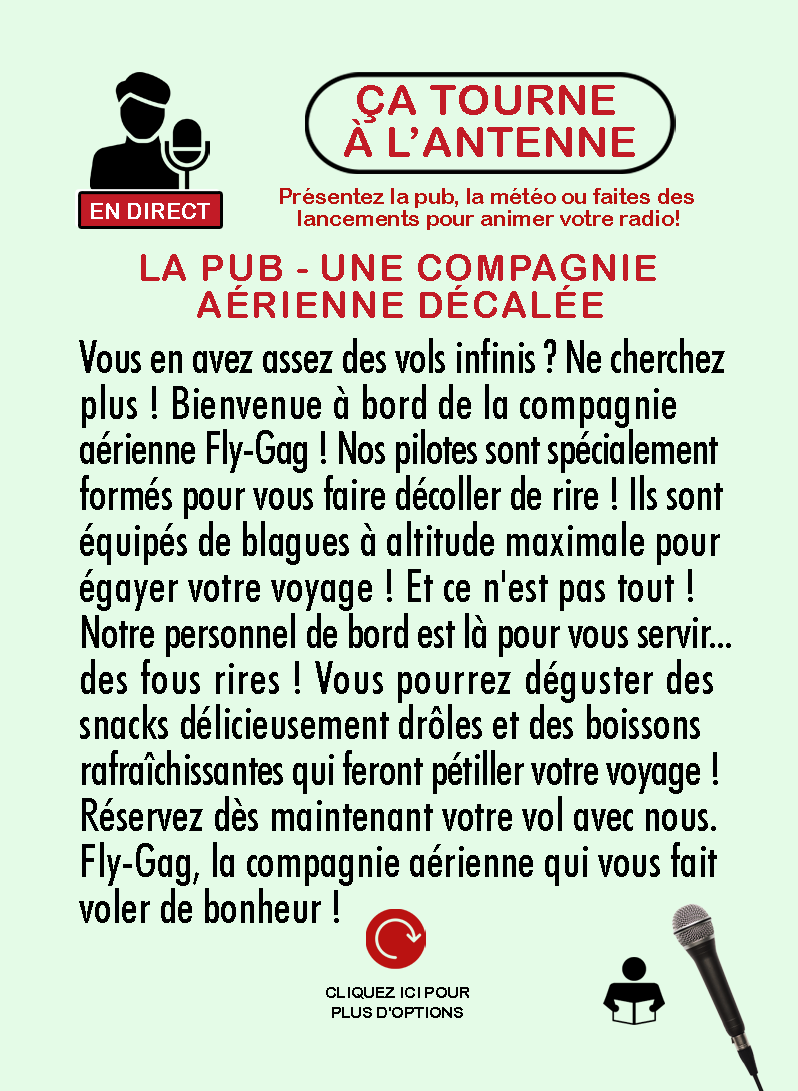 ÇA TOURNE
À L’ANTENNE
EN DIRECT
Présentez la pub, la météo ou faites des
lancements pour animer votre radio!
LA PUB - UNE COMPAGNIE
AÉRIENNE DÉCALÉE
Vous en avez assez des vols infinis ? Ne cherchez
plus ! Bienvenue à bord de la compagnie
aérienne Fly-Gag ! Nos pilotes sont spécialement
formés pour vous faire décoller de rire ! Ils sont
équipés de blagues à altitude maximale pour
égayer votre voyage ! Et ce n'est pas tout !
Notre personnel de bord est là pour vous servir...
des fous rires ! Vous pourrez déguster des
snacks délicieusement drôles et des boissons
rafraîchissantes qui feront pétiller votre voyage !
Réservez dès maintenant votre vol avec nous.
Fly-Gag, la compagnie aérienne qui vous fait
voler de bonheur !
CLIQUEZ ICI POUR
PLUS D'OPTIONS